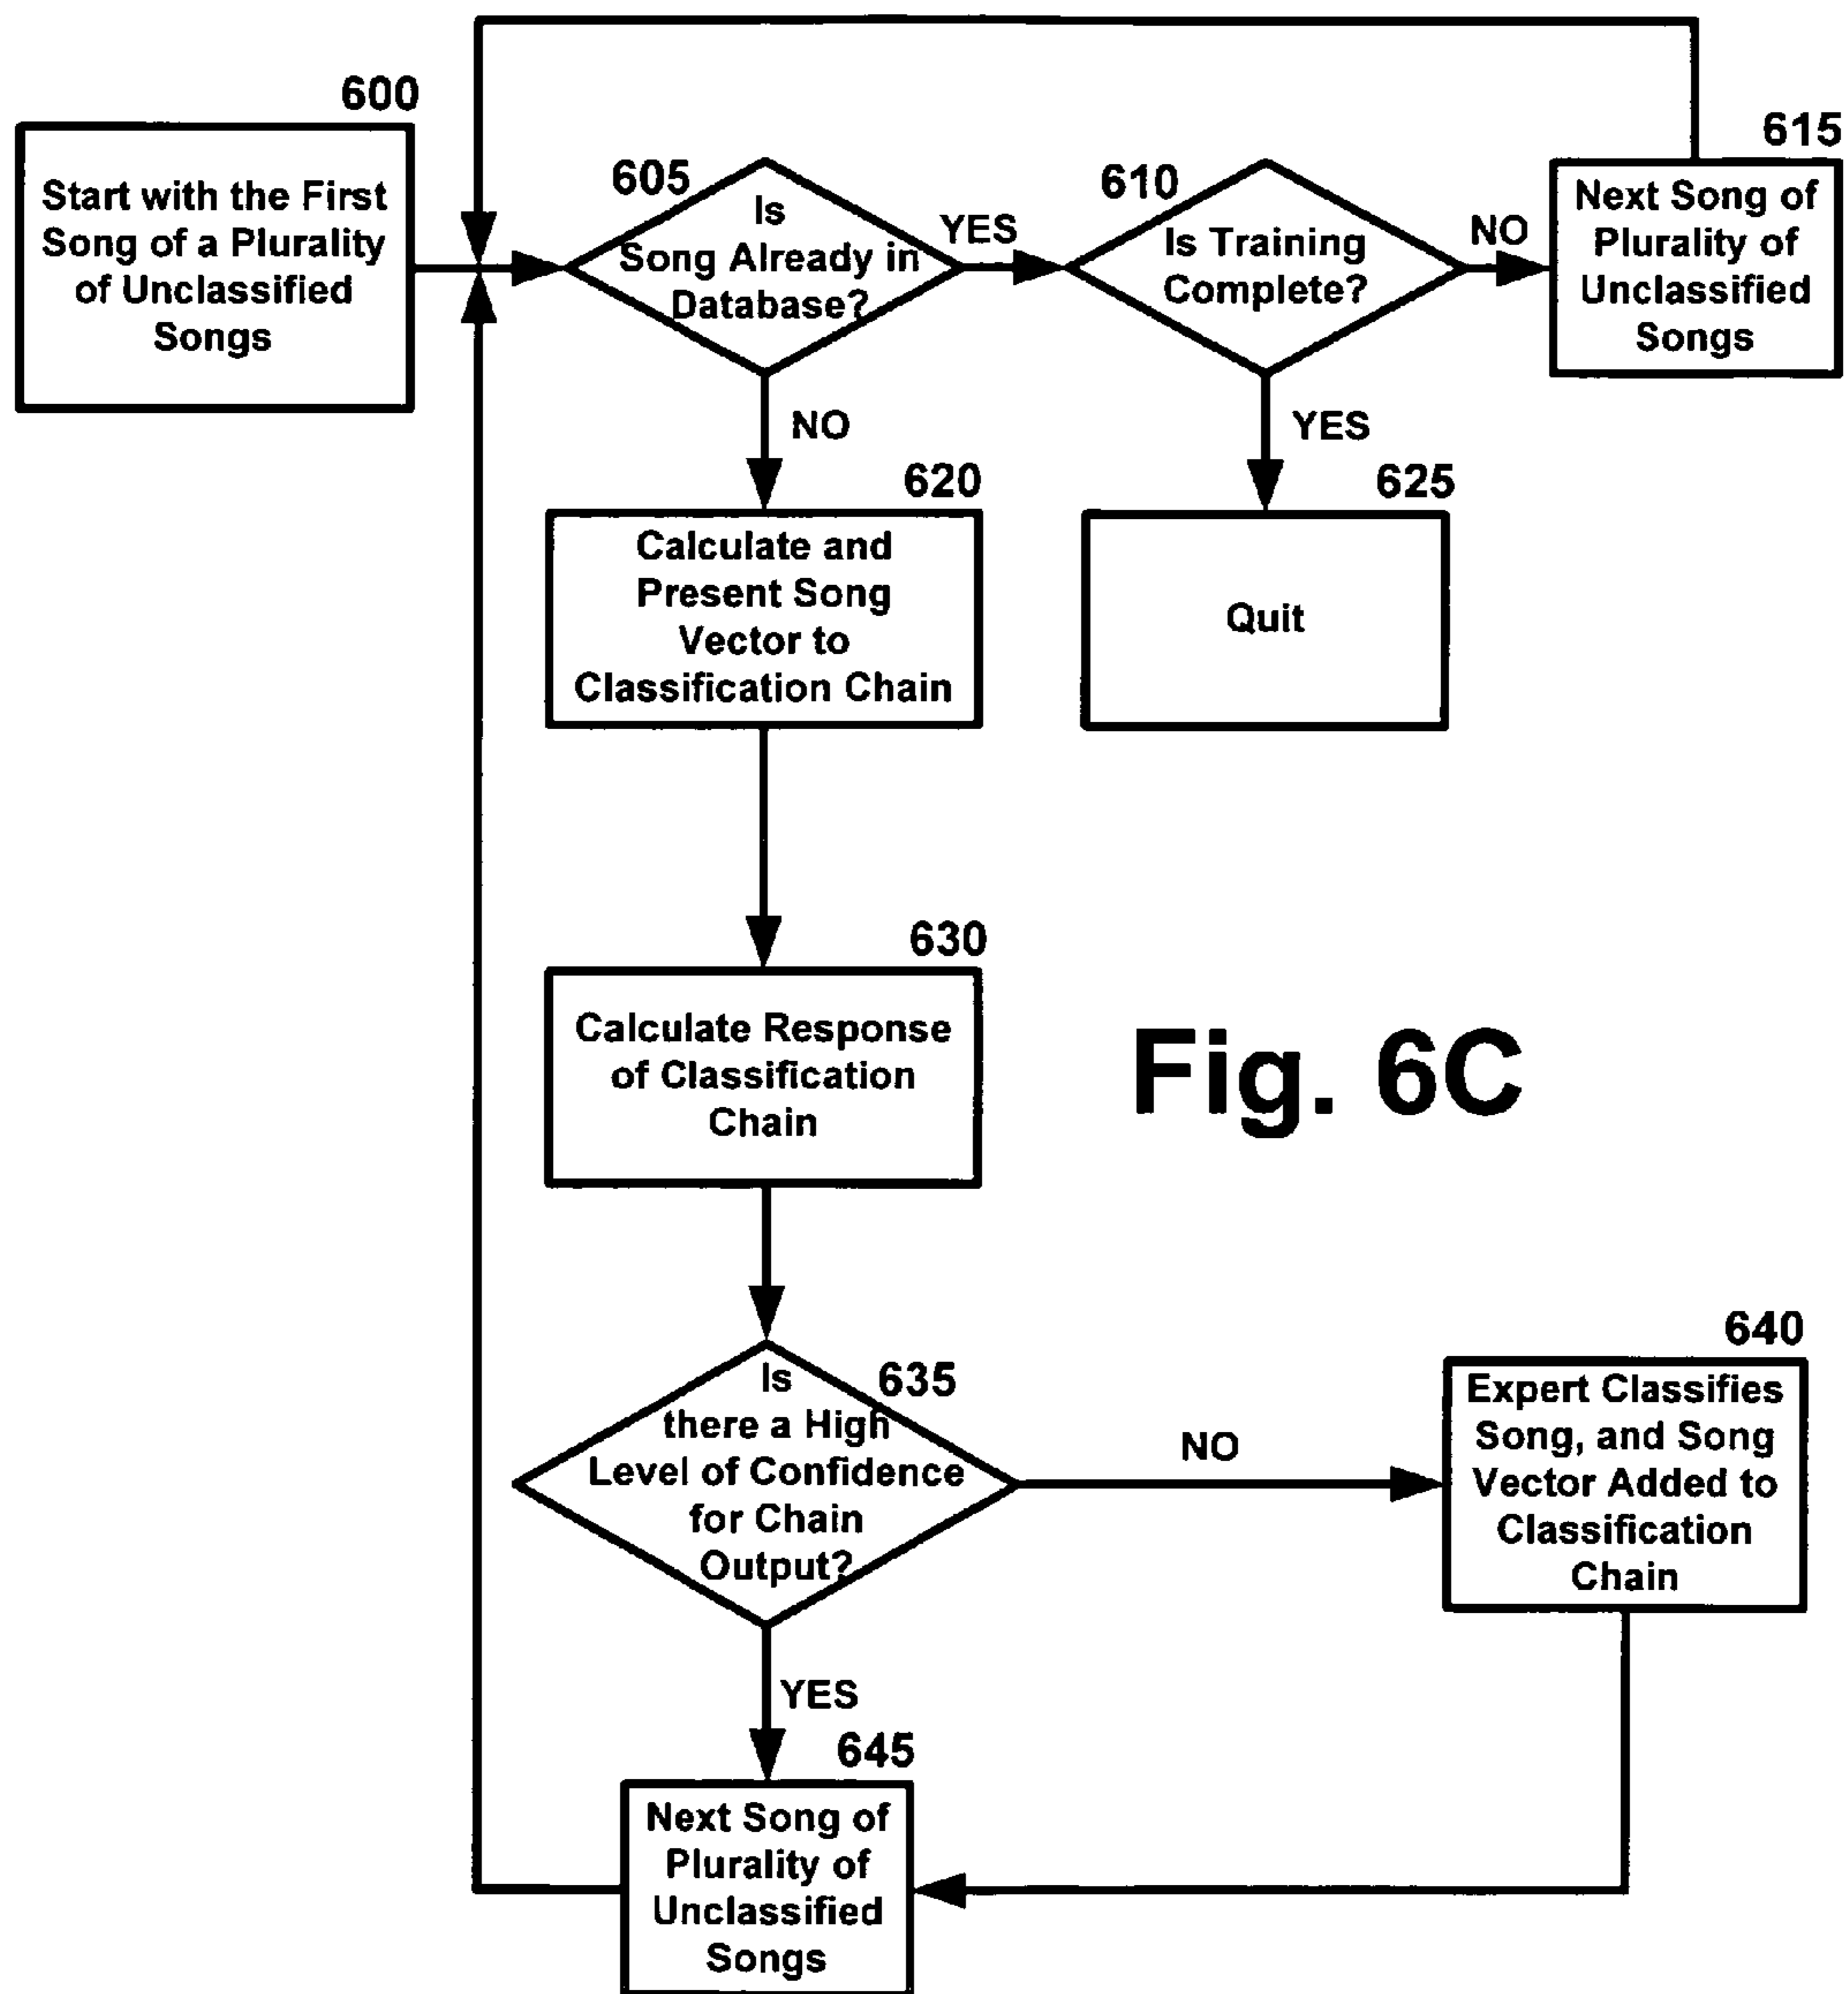 600
Start with the First
Song of a Plurality
of Unclassified
Songs
605
Is
Song Already in
Database?
YES
NO
610
Is Training
Complete?
NO
YES
615
Next Song of
Plurality of
Unclassified
Songs
620
Calculate and
Present Song
Vector to
Classification Chain
625
Quit
630
Calculate Response
of Classification
Chain
Fig. 6C
635
Is
there a High
Level of Confidence
for Chain
Output?
NO
YES
640
Expert Classifies
Song, and Song
Vector Added to
Classification
Chain
645
Next Song of
Plurality of
Unclassified
Songs